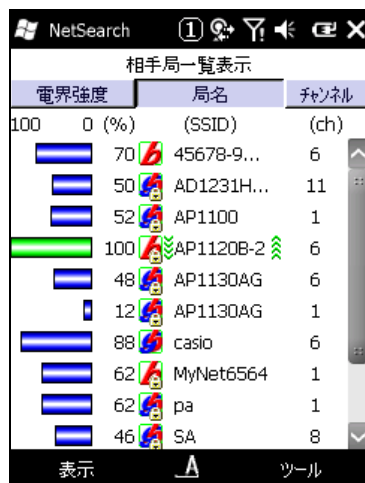 NetSearch
相手局一覧表示
電界強度 局名 チャンネル
100 0 (%) (SSID) (ch)
70 45678-9... 6
50 AD1231H... 11
52 AP1100 1
100 AP1120B-2 6
48 AP1130AG 6
12 AP1130AG 1
88 casio 6
62 MyNet6564 1
62 pa 1
46 SA 8
表示 A ツール